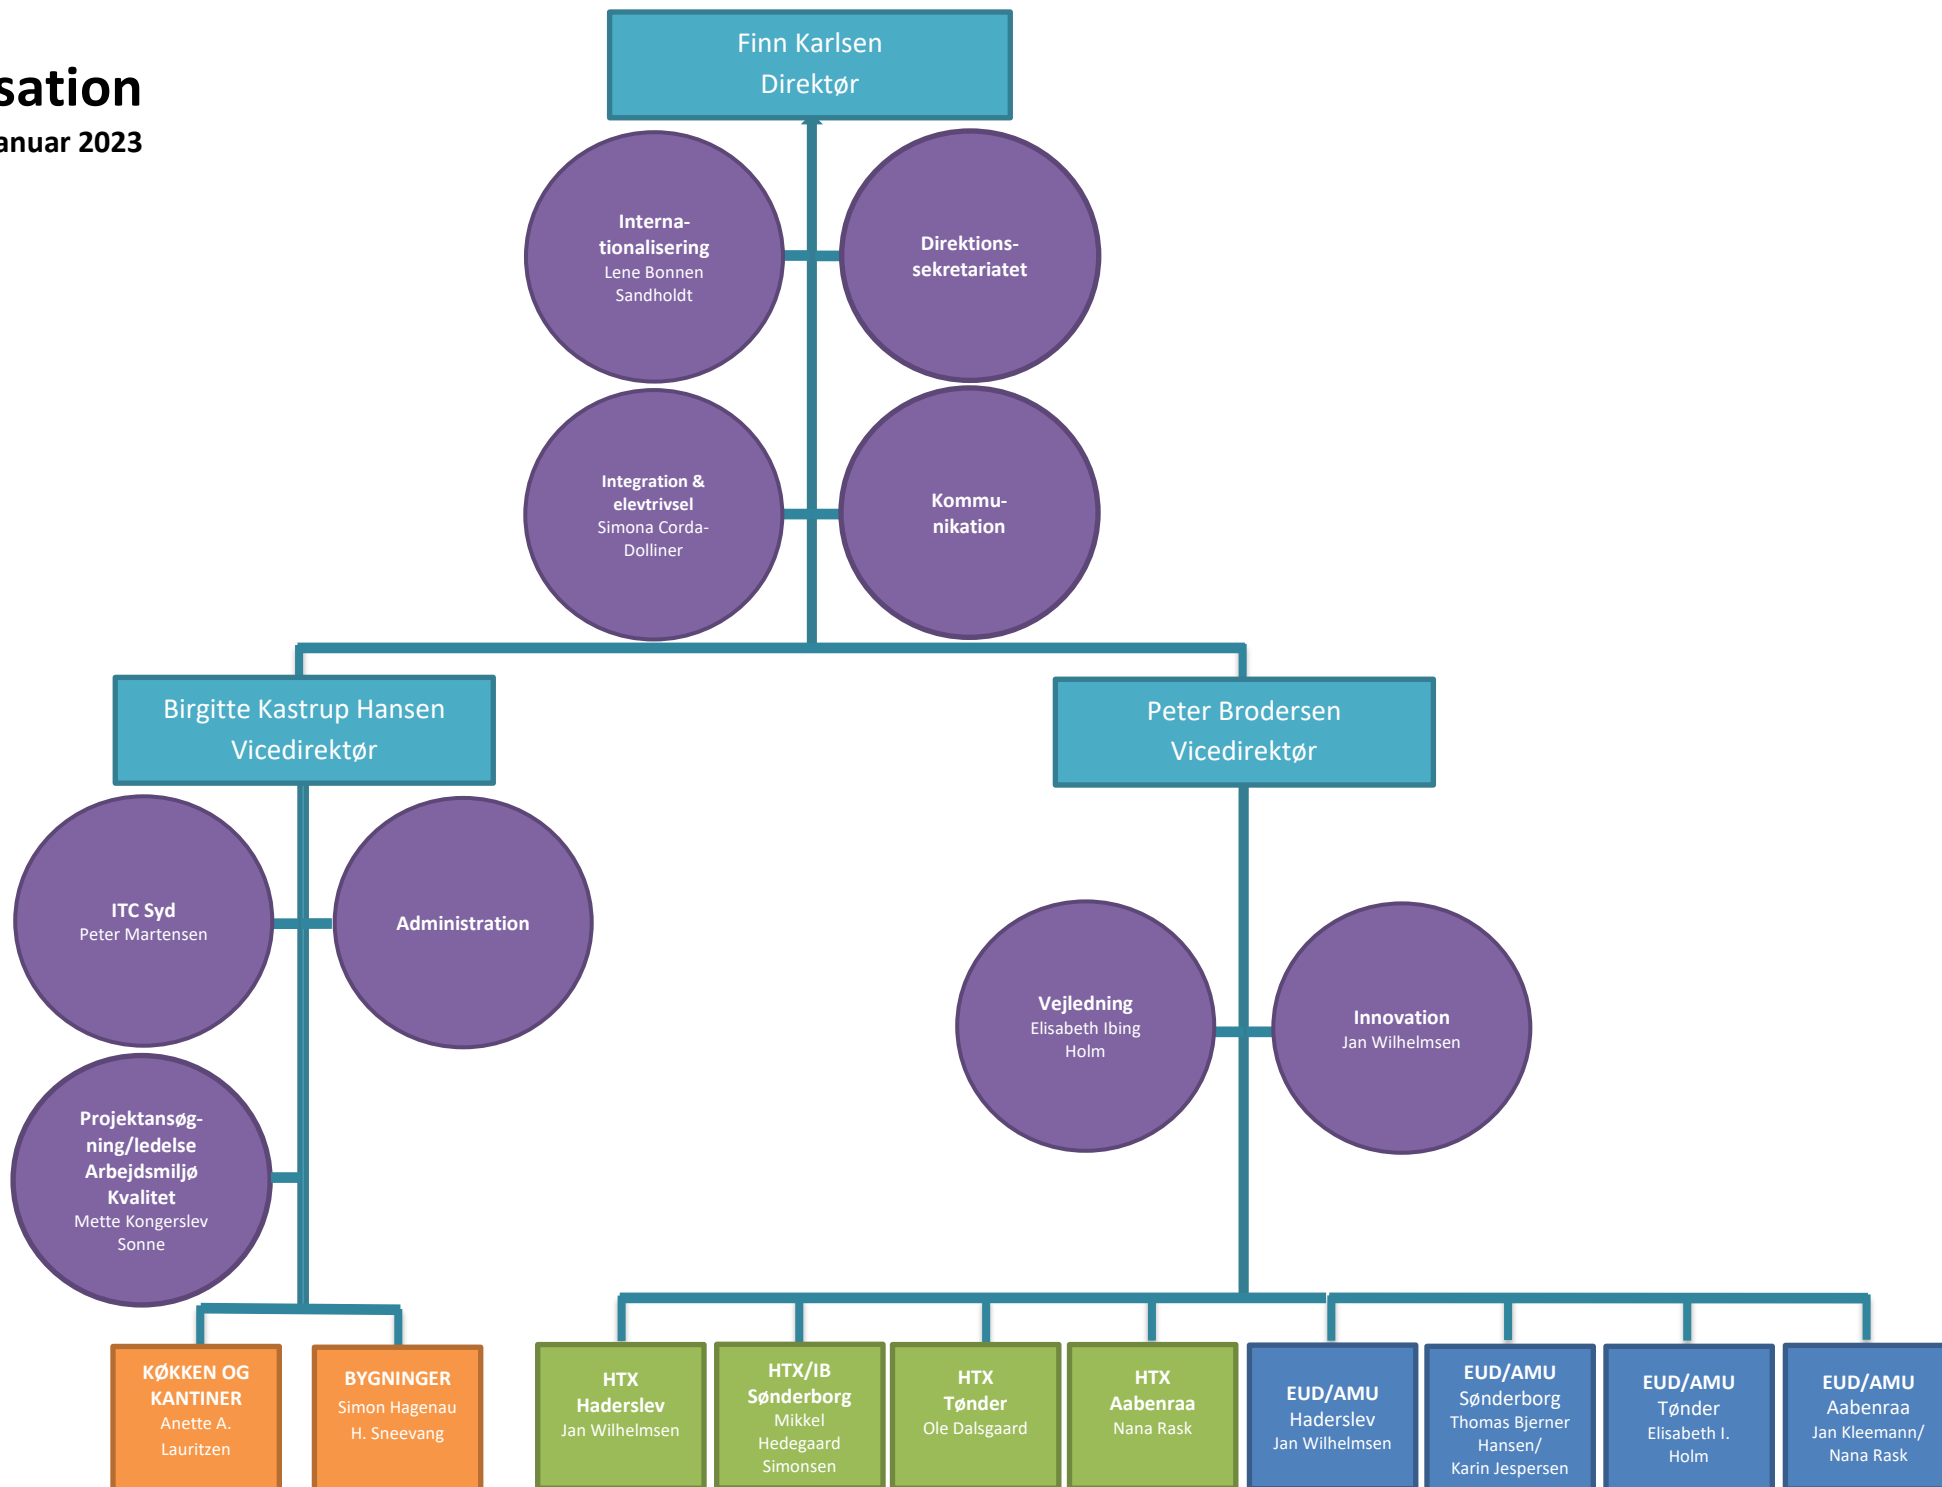 Finn Karlsen
Direktør
sation
anuar 2023
Interna-
tionalisering
Lene Bonnen
Sandholdt
Direktions-
sekretariatet
Integration &
elevtrivsel
Simona Corda-
Dolliner
Kommu-
nikation
Birgitte Kastrup Hansen
Vicedirektør
Peter Brodersen
Vicedirektør
ITC Syd
Peter Martensen
Administration
Vejledning
Elisabeth Ibing
Holm
Innovation
Jan Wilhelmsen
Projektansøg-
ning/ledelse
Arbejdsmiljø
Kvalitet
Mette Kongerslev
Sonne
KØKKEN OG
KANTINER
Anette A.
Lauritzen
BYGNINGER
Simon Hagenau
H. Sneevang
HTX
Haderslev
Jan Wilhelmsen
HTX/IB
Sønderborg
Mikkel
Hedegaard
Simonsen
HTX
Tønder
Ole Dalsgaard
HTX
Aabenraa
Nana Rask
EUD/AMU
Haderslev
Jan Wilhelmsen
EUD/AMU
Sønderborg
Thomas Bjerner
Hansen/
Karin Jespersen
EUD/AMU
Tønder
Elisabeth I.
Holm
EUD/AMU
Aabenraa
Jan Kleemann/
Nana Rask